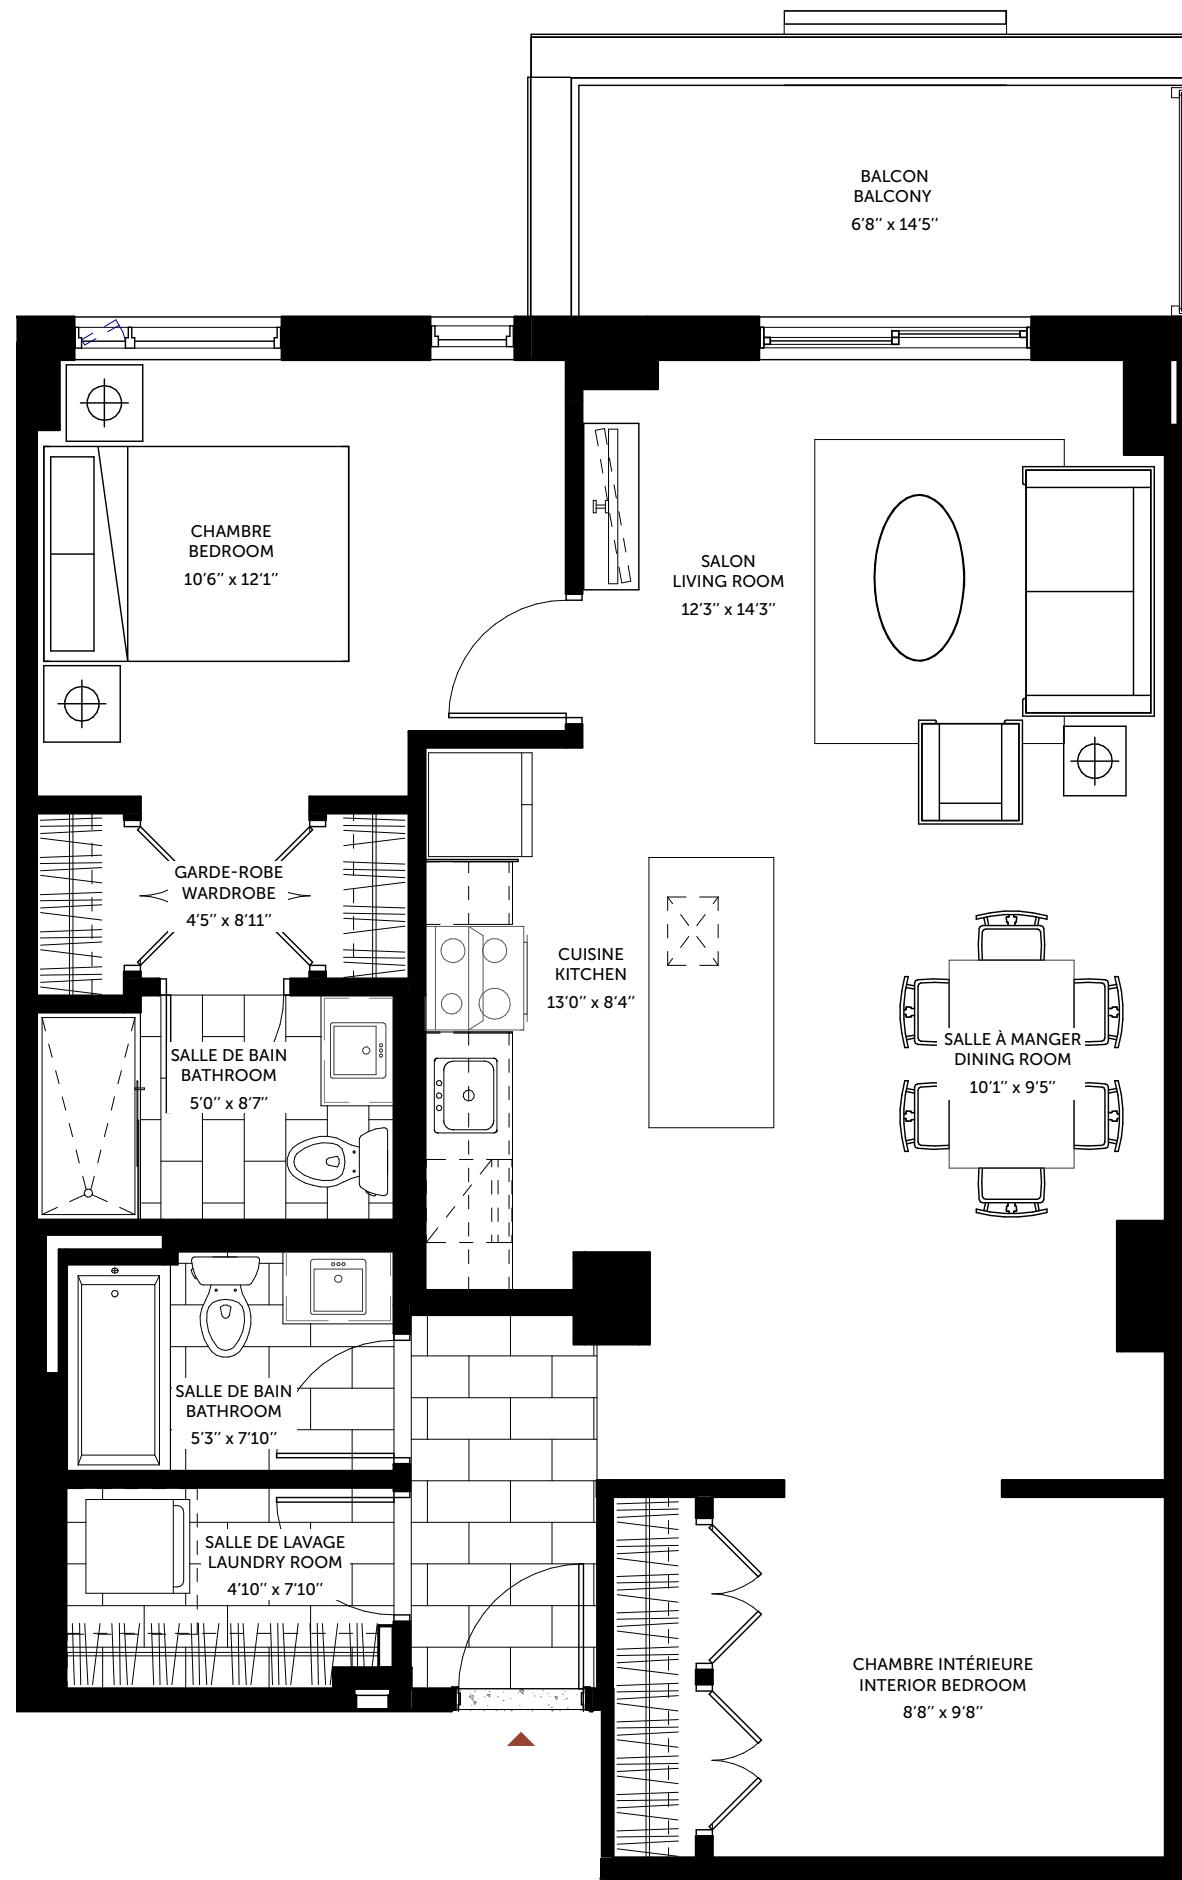 BALCON
BALCONY
6'8'' x 14'5''
CHAMBRE
BEDROOM
10'6'' x 12'1''
SALON
LIVING ROOM
12'3'' x 14'3''
GARDE-ROBE
WARDROBE
4'5'' x 8'11''
CUISINE
KITCHEN
13'0'' x 8'4''
SALLE À MANGER
DINING ROOM
10'1'' x 9'5''
SALLE DE BAIN
BATHROOM
5'0'' x 8'7''
SALLE DE BAIN
BATHROOM
5'3'' x 7'10''
SALLE DE LAVAGE
LAUNDRY ROOM
4'10'' x 7'10''
CHAMBRE INTÉRIEURE
INTERIOR BEDROOM
8'8'' x 9'8''